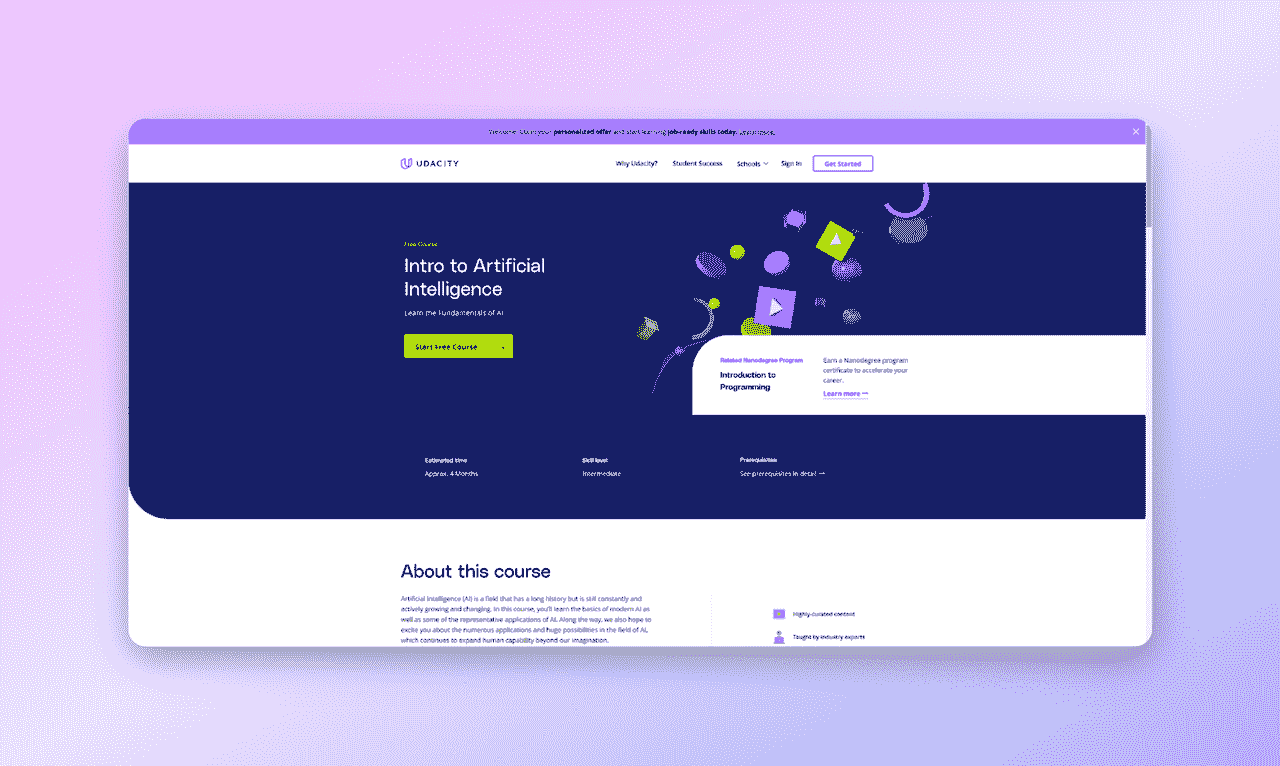 personalized offer and start learning job-ready skills today.
UDACITY
Why Udacity?
Student Success
Schools
Sign In
Get Started
Free Course
Intro to Artificial
Intelligence
Learn the Fundamentals of AI
Start Free Course
Related Nanodegree Program
Introduction to
Programming
Earn a Nanodegree program
certificate to accelerate your
career.
Learn more
Estimated time
Approx. 4 Months
Skill level
Intermediate
Prerequisites
See prerequisites in detail
About this course
Artificial Intelligence (AI) is a field that has a long history but is still constantly and
actively growing and changing. In this course, you'll learn the basics of modern AI as
well as some of the representative applications of AI. Along the way, we also hope to
excite you about the numerous applications and huge possibilities in the field of AI,
which continues to expand human capability beyond our imagination.
Highly curated content
Taught by industry experts